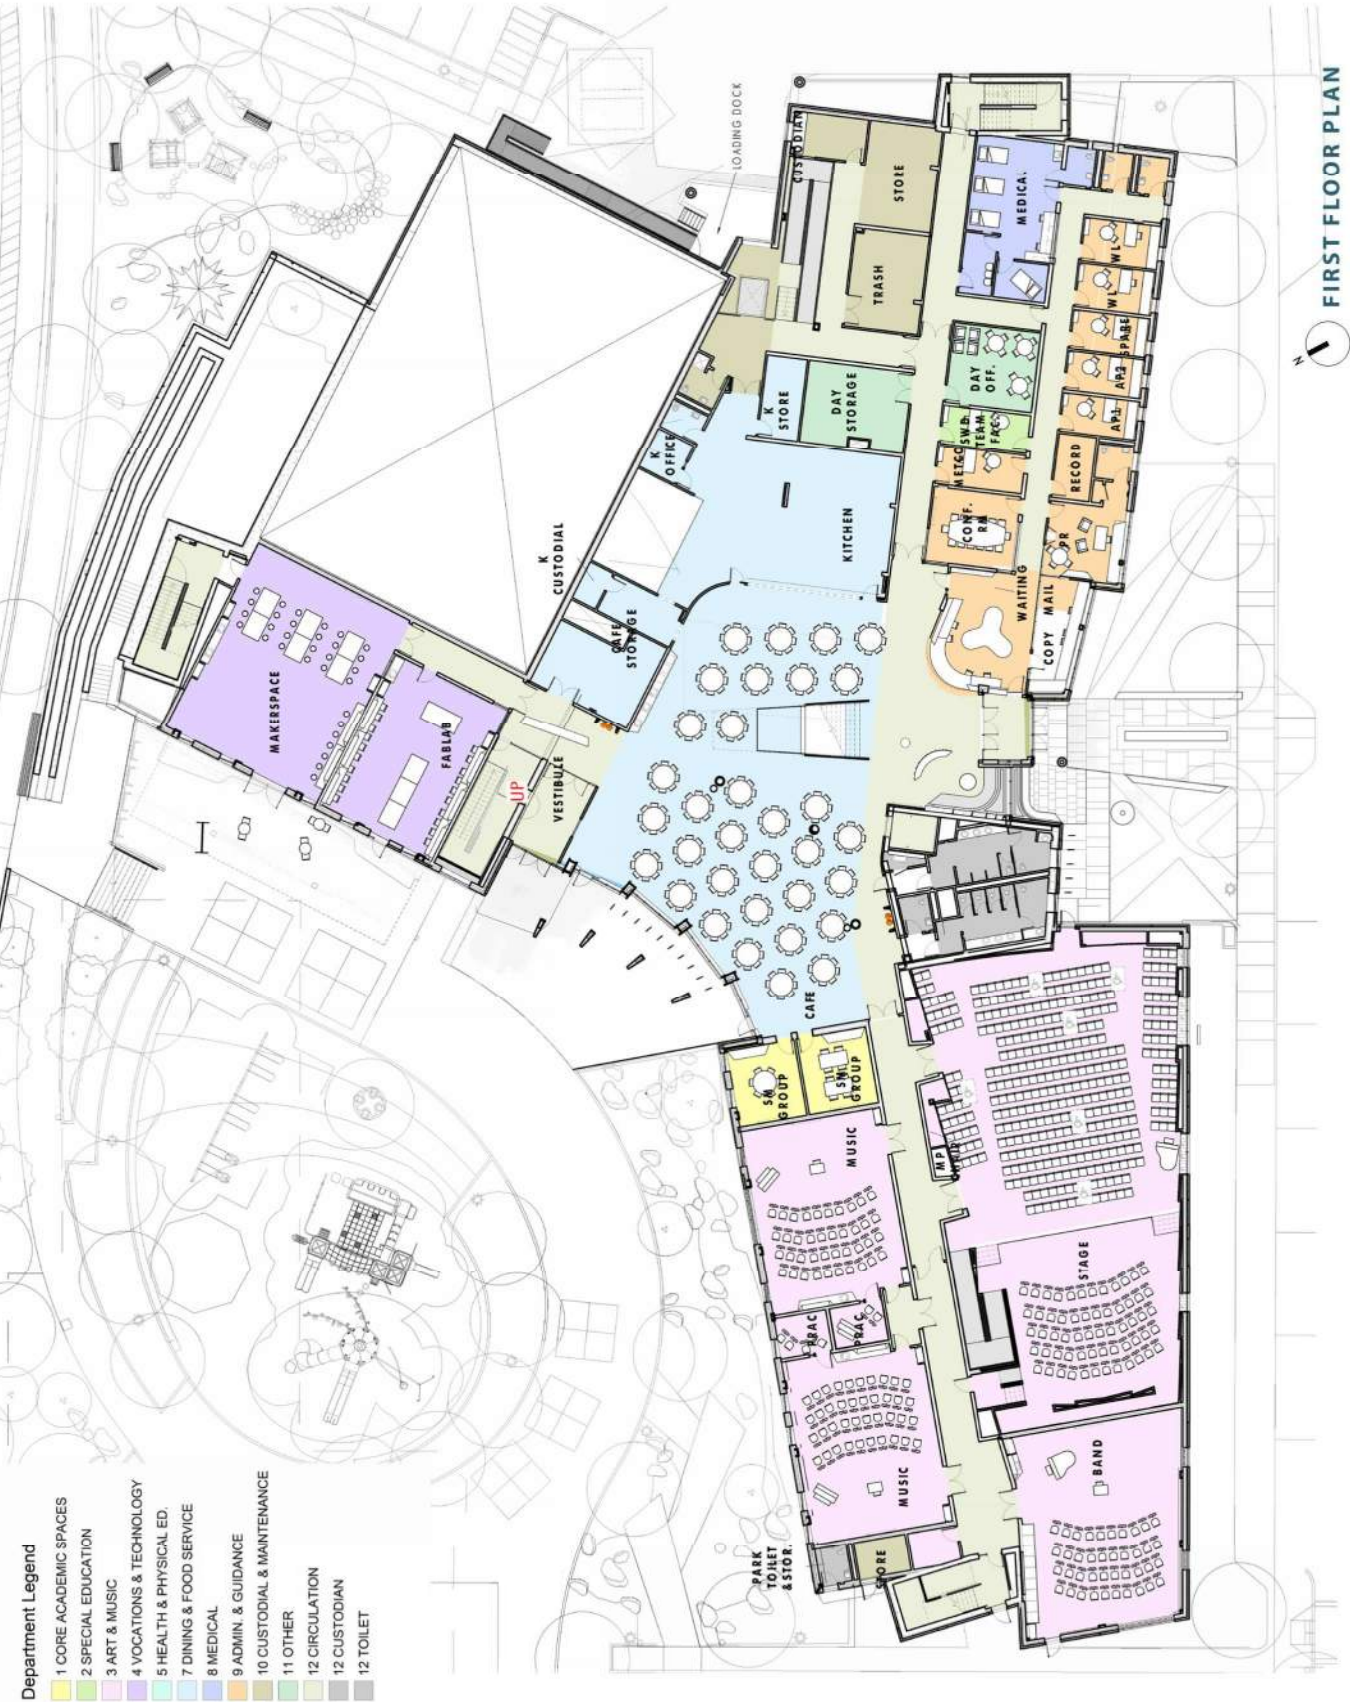 FIRST FLOOR PLAN
N
LOADING DOCK
CUSTODIAN
STORE
TRASH
MEDICAL
WL
WL
SPARE
AP2
AP1
DAY
OFF.
SWB
TEAM
FAC
METCO
RECORD
CONF.
RM
PR
WAITING
COPY MAIL
K
STORE
DAY
STORAGE
K
OFFICE
KITCHEN
K
CUSTODIAL
CAFE
STORAGE
MAKERSPACE
FABLAB
UP
VESTIBULE
CAFE
SM
GROUP
SM
GROUP
MUSIC
MP
STAGE
PRAC
PRAC
MUSIC
BAND
STORE
PARK
TOILET
& STOR.
Department Legend
1 CORE ACADEMIC SPACES
2 SPECIAL EDUCATION
3 ART & MUSIC
4 VOCATIONS & TECHNOLOGY
5 HEALTH & PHYSICAL ED.
7 DINING & FOOD SERVICE
8 MEDICAL
9 ADMIN. & GUIDANCE
10 CUSTODIAL & MAINTENANCE
11 OTHER
12 CIRCULATION
12 CUSTODIAN
12 TOILET